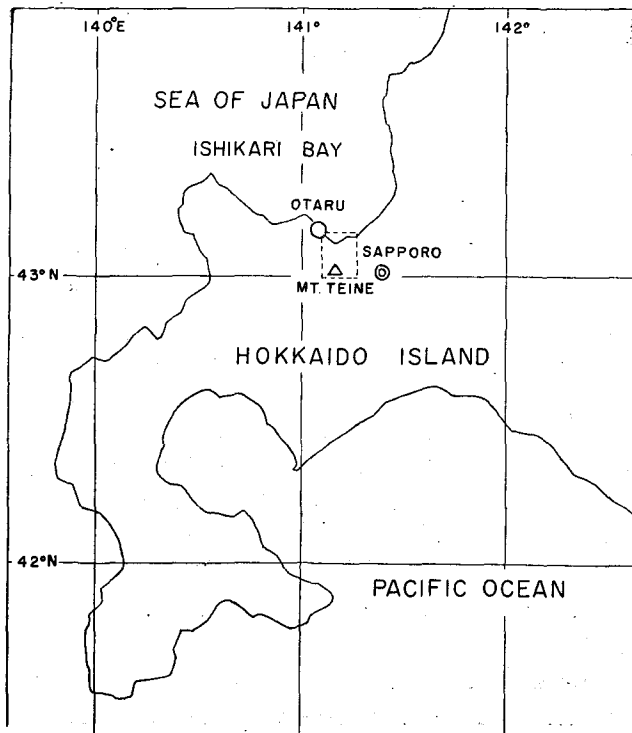 140°E 141° 142°
SEA OF JAPAN
ISHIKARI BAY
OTARU
SAPPORO
43°N
MT. TEINE
HOKKAIDO ISLAND
42°N
PACIFIC OCEAN